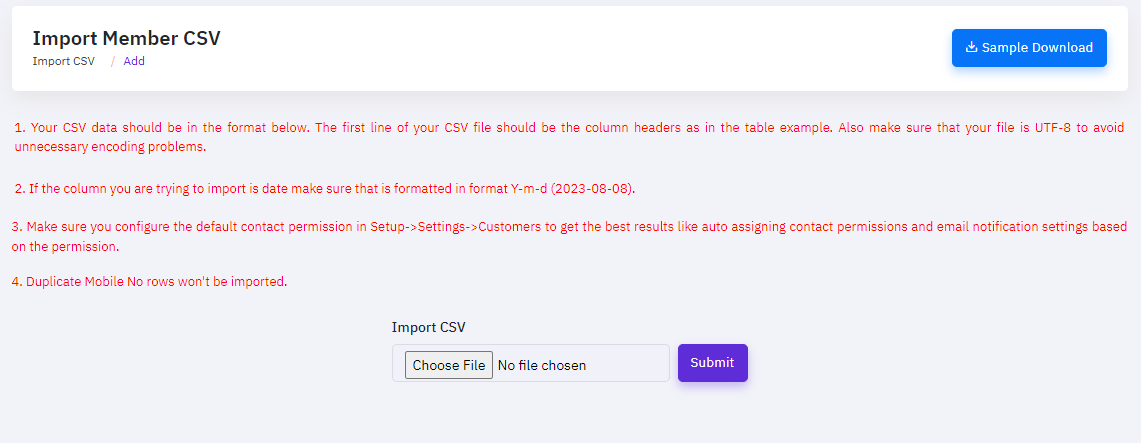 Import Member CSV
Import CSV / Add
Sample Download
1. Your CSV data should be in the format below. The first line of your CSV file should be the column headers as in the table example. Also make sure that your file is UTF-8 to avoid
unnecessary encoding problems.
2. If the column you are trying to import is date make sure that is formatted in format Y-m-d (2023-08-08).
3. Make sure you configure the default contact permission in Setup->Settings->Customers to get the best results like auto assigning contact permissions and email notification settings based
on the permission.
4. Duplicate Mobile No rows won't be imported.
Import CSV
Choose File No file chosen
Submit